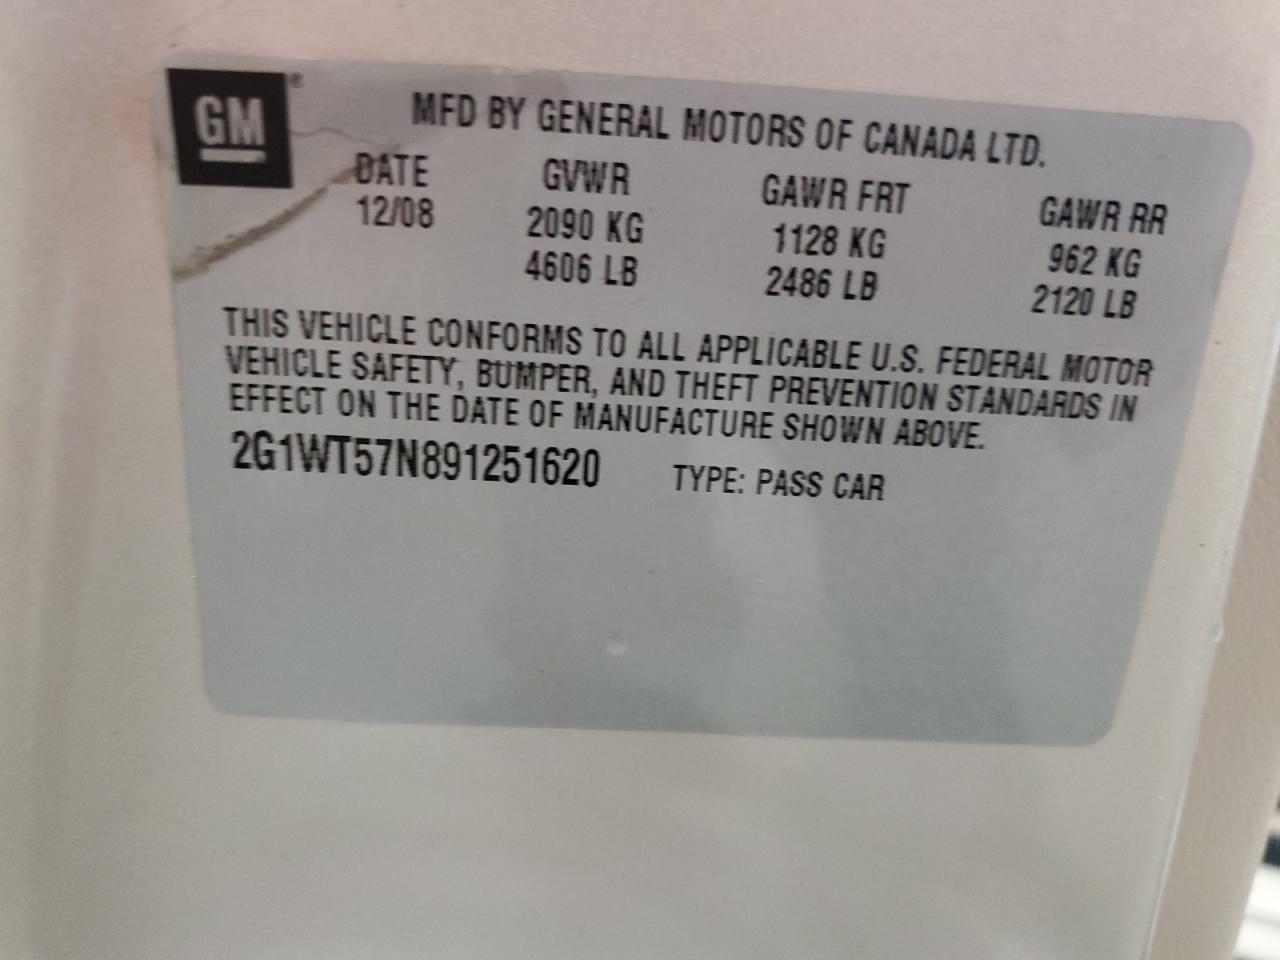 GM®
MFD BY GENERAL MOTORS OF CANADA LTD.
DATE GVWR GAWR FRT GAWR RR
12/08 2090 KG 1128 KG 962 KG
4606 LB 2486 LB 2120 LB
THIS VEHICLE CONFORMS TO ALL APPLICABLE U.S. FEDERAL MOTOR
VEHICLE SAFETY, BUMPER, AND THEFT PREVENTION STANDARDS IN
EFFECT ON THE DATE OF MANUFACTURE SHOWN ABOVE.
2G1WT57N891251620 TYPE: PASS CAR